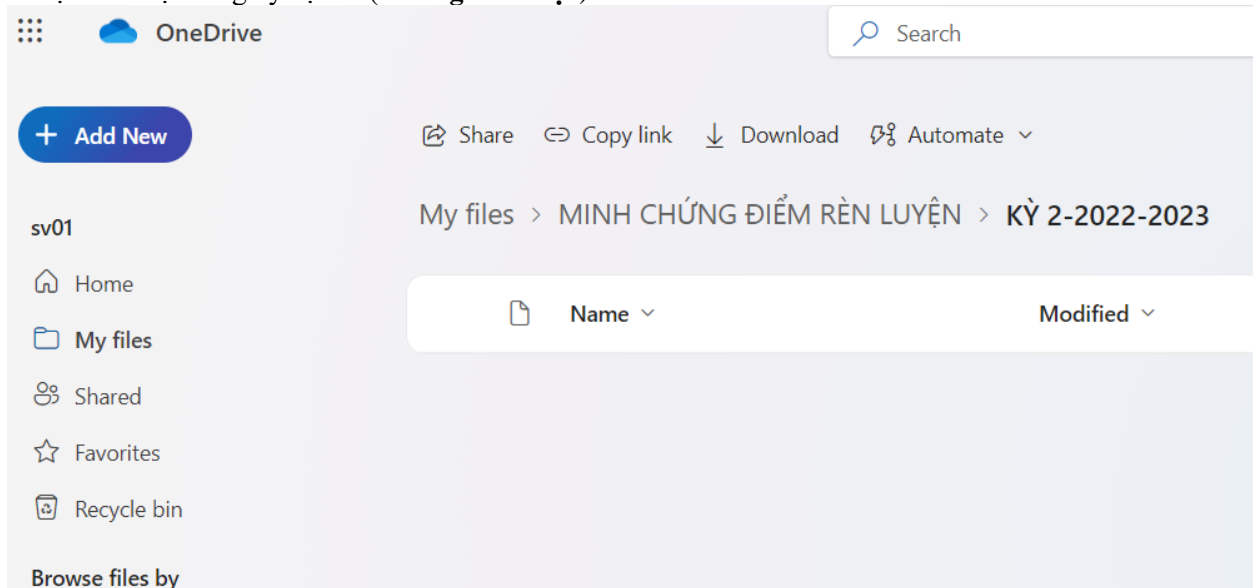 OneDrive
Search
+ Add New
Share Copy link Download Automate
My files > MINH CHỨNG ĐIỂM RÈN LUYỆN > KỲ 2-2022-2023
sv01
Home
Name Modified
My files
Shared
Favorites
Recycle bin
Browse files by